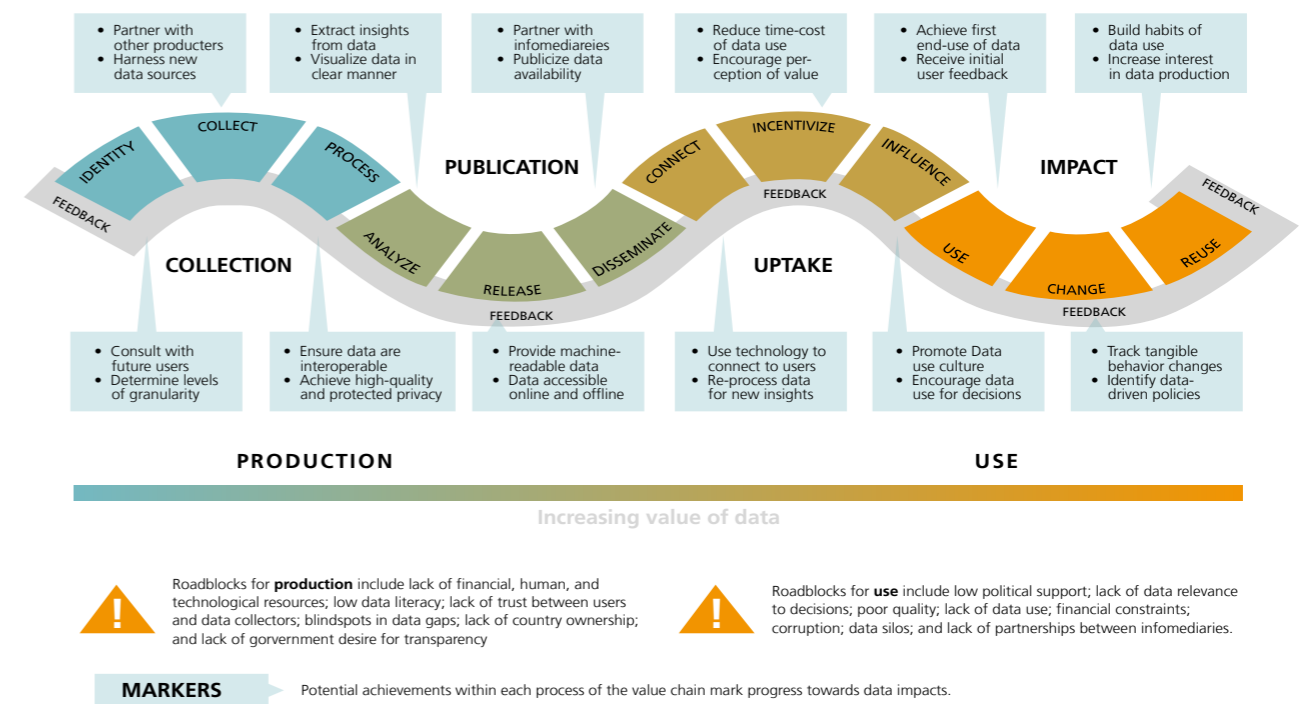 • Partner with
other producters
• Harness new
data sources
• Extract insights
from data
• Visualize data in
clear manner
• Partner with
infomediareies
• Publicize data
availability
• Reduce time-cost
of data use
• Encourage per-
ception of value
• Achieve first
end-use of data
• Receive initial
user feedback
• Build habits of
data use
• Increase interest
in data production
IDENTITY
COLLECT
PROCESS
FEEDBACK
COLLECTION
PUBLICATION
ANALYZE
RELEASE
DISSEMINATE
FEEDBACK
CONNECT
INCENTIVIZE
INFLUENCE
FEEDBACK
UPTAKE
IMPACT
USE
CHANGE
REUSE
FEEDBACK
FEEDBACK
• Consult with
future users
• Determine levels
of granularity
• Ensure data are
interoperable
• Achieve high-quality
and protected privacy
• Provide machine-
readable data
• Data accessible
online and offline
• Use technology to
connect to users
• Re-process data
for new insights
• Promote Data
use culture
• Encourage data
use for decisions
• Track tangible
behavior changes
• Identify data-
driven policies
PRODUCTION
USE
Increasing value of data
!
Roadblocks for production include lack of financial, human, and
technological resources; low data literacy; lack of trust between users
and data collectors; blindspots in data gaps; lack of country ownership;
and lack of gorvernment desire for transparency
!
Roadblocks for use include low political support; lack of data relevance
to decisions; poor quality; lack of data use; financial constraints;
corruption; data silos; and lack of partnerships between infomediaries.
MARKERS
Potential achievements within each process of the value chain mark progress towards data impacts.